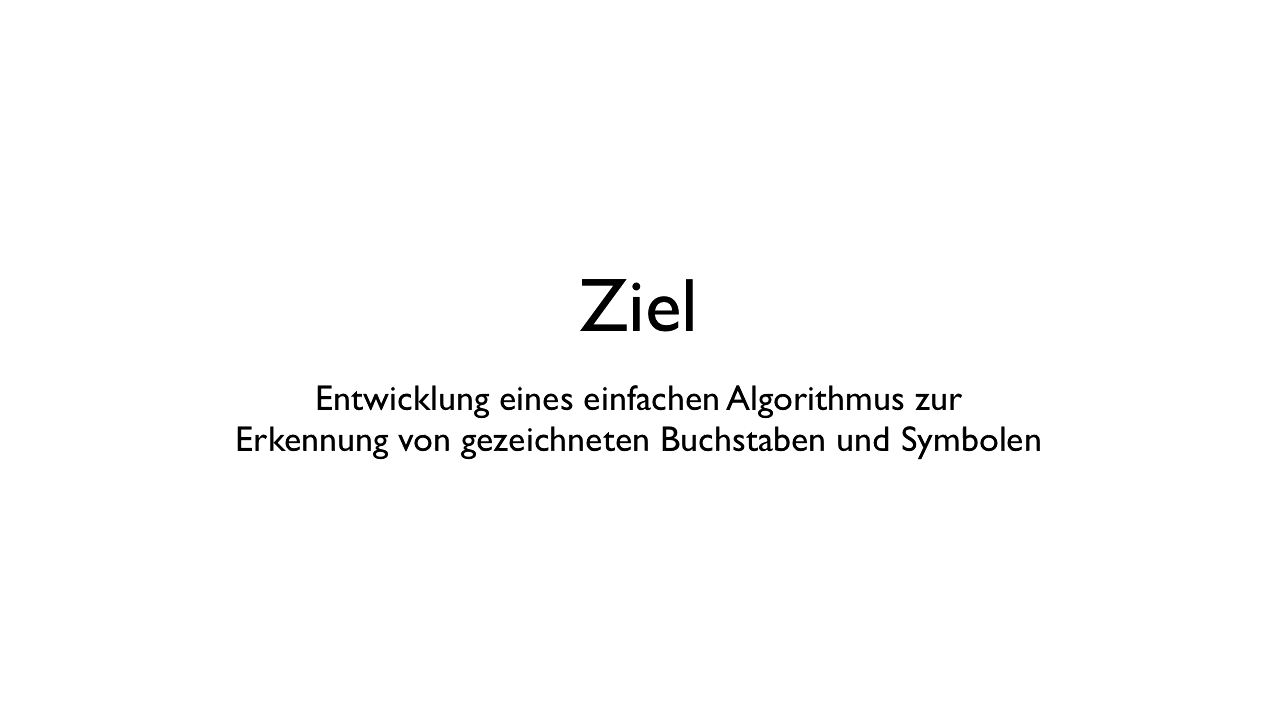 Ziel
Entwicklung eines einfachen Algorithmus zur
Erkennung von gezeichneten Buchstaben und Symbolen